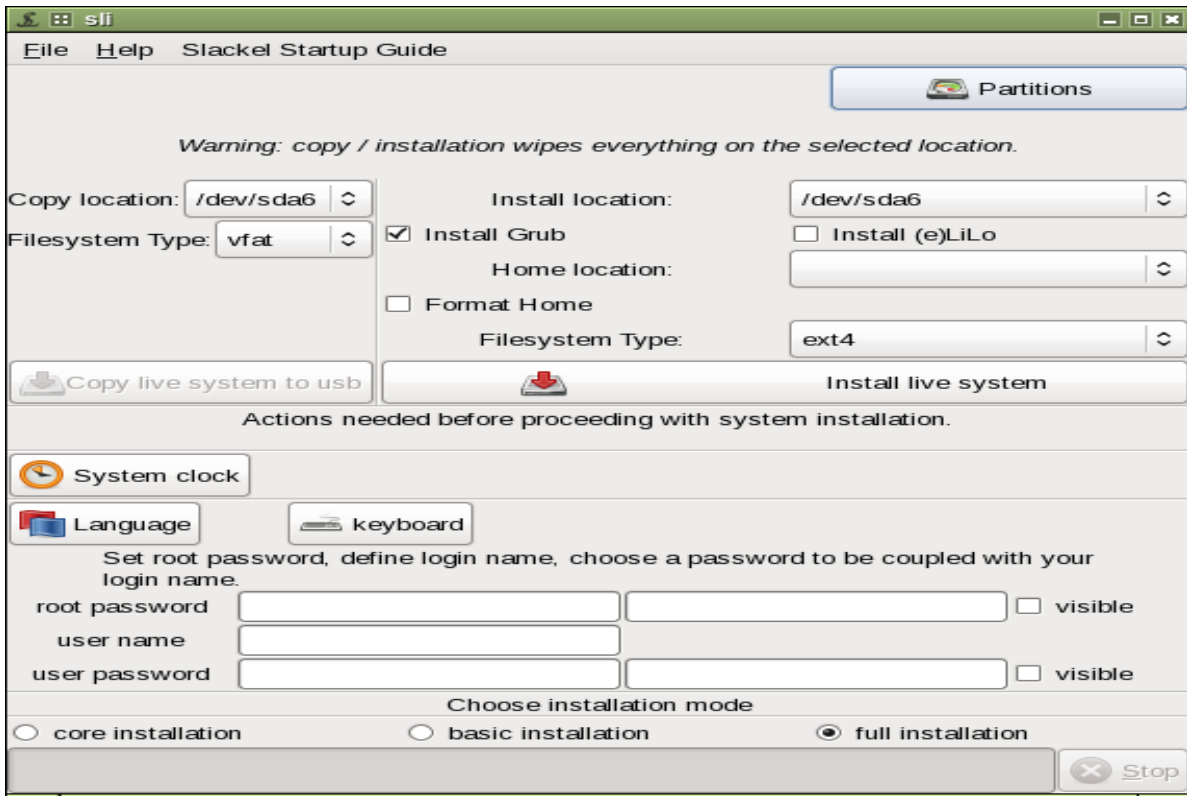 sli
File Help Slackel Startup Guide
Partitions
Warning: copy / installation wipes everything on the selected location.
Copy location: /dev/sda6 Install location: /dev/sda6
Filesystem Type: vfat Install Grub Install (e)LiLo
Home location:
Format Home
Filesystem Type: ext4
Copy live system to usb Install live system
Actions needed before proceeding with system installation.
System clock
Language keyboard
Set root password, define login name, choose a password to be coupled with your
login name.
root password visible
user name
user password visible
Choose installation mode
core installation basic installation full installation
Stop